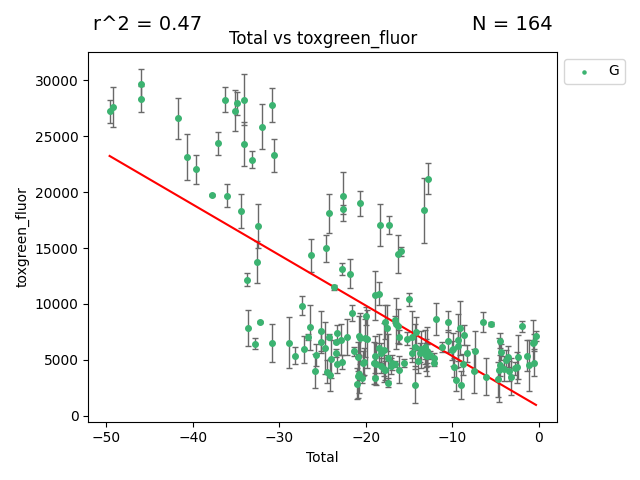 r^2 = 0.47
N = 164
Total vs toxgreen_fluor
G
30000
25000
20000
15000
10000
5000
0
toxgreen_fluor
−50
−40
−30
−20
−10
0
Total